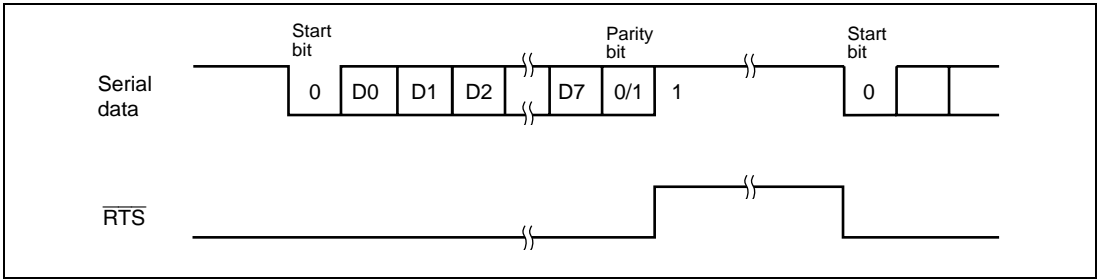 Start
bit
Parity
bit
Start
bit
Serial
data
0 D0 D1 D2 D7 0/1 1 0
RTS